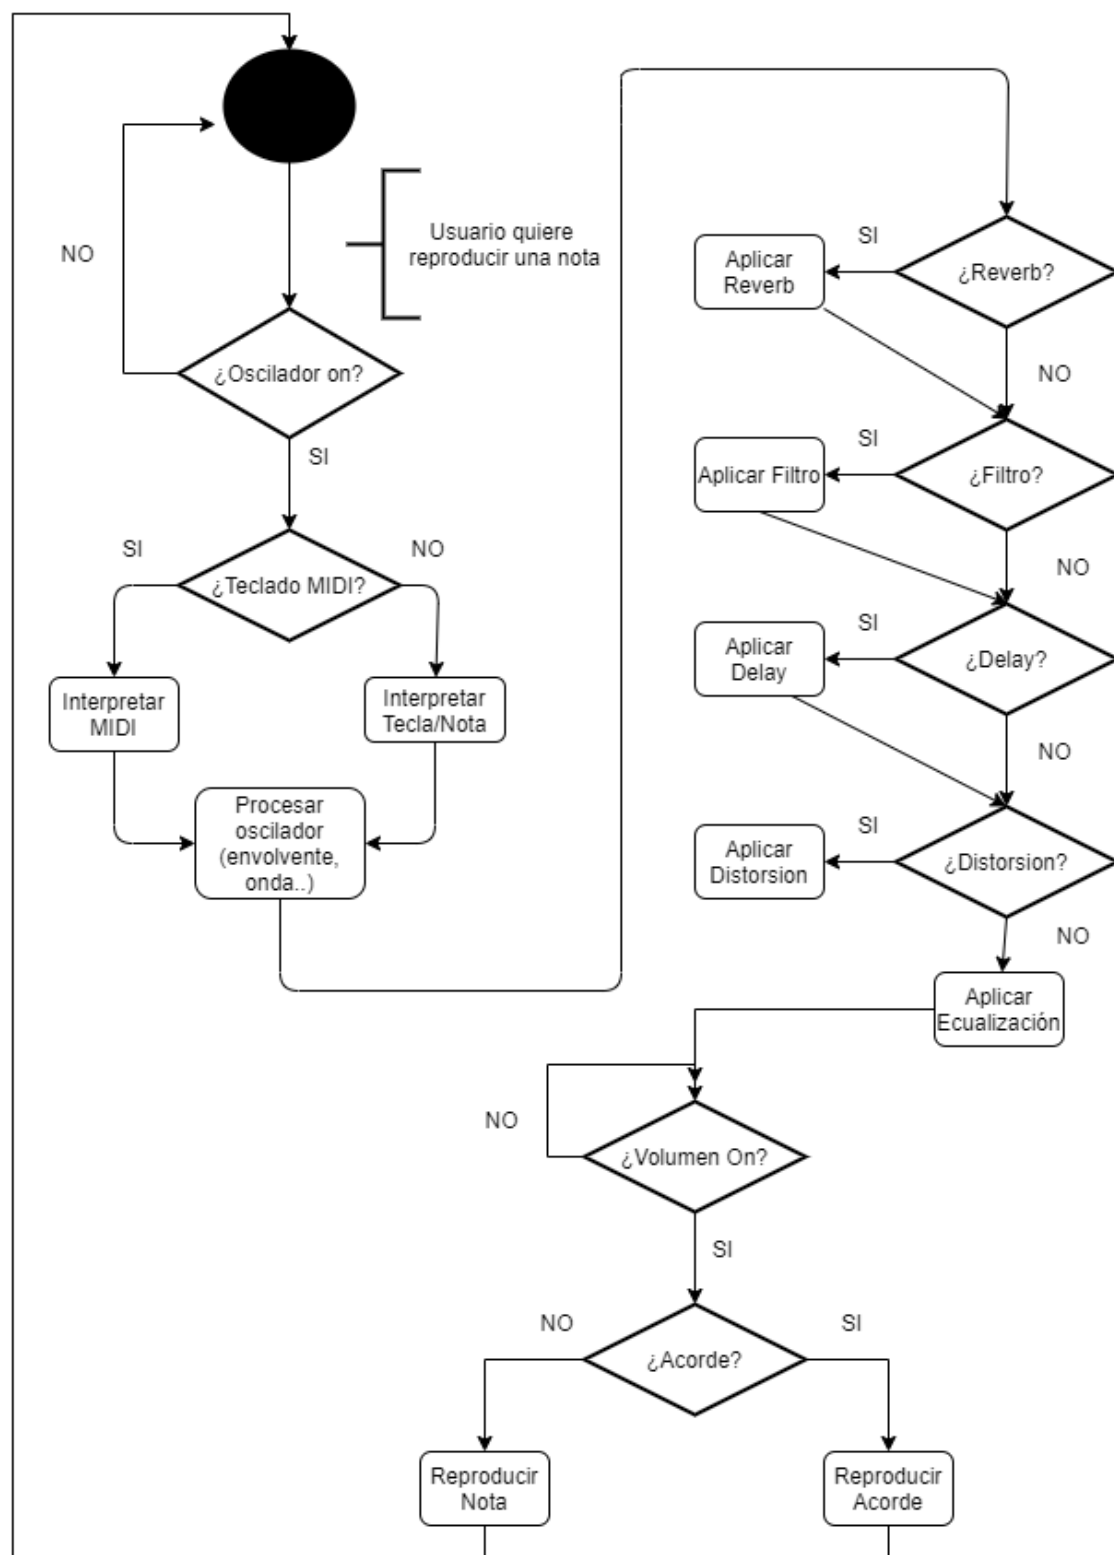 NO
Usuario quiere
reproducir una nota
¿Oscilador on?
SI
SI
NO
¿Teclado MIDI?
Interpretar
MIDI
Interpretar
Tecla/Nota
Procesar
oscilador
(envolvente,
onda..)
SI
Aplicar
Reverb
¿Reverb?
NO
SI
Aplicar Filtro
¿Filtro?
NO
SI
Aplicar
Delay
¿Delay?
NO
SI
Aplicar
Distorsion
¿Distorsion?
NO
Aplicar
Ecualización
NO
¿Volumen On?
SI
NO
SI
¿Acorde?
Reproducir
Nota
Reproducir
Acorde